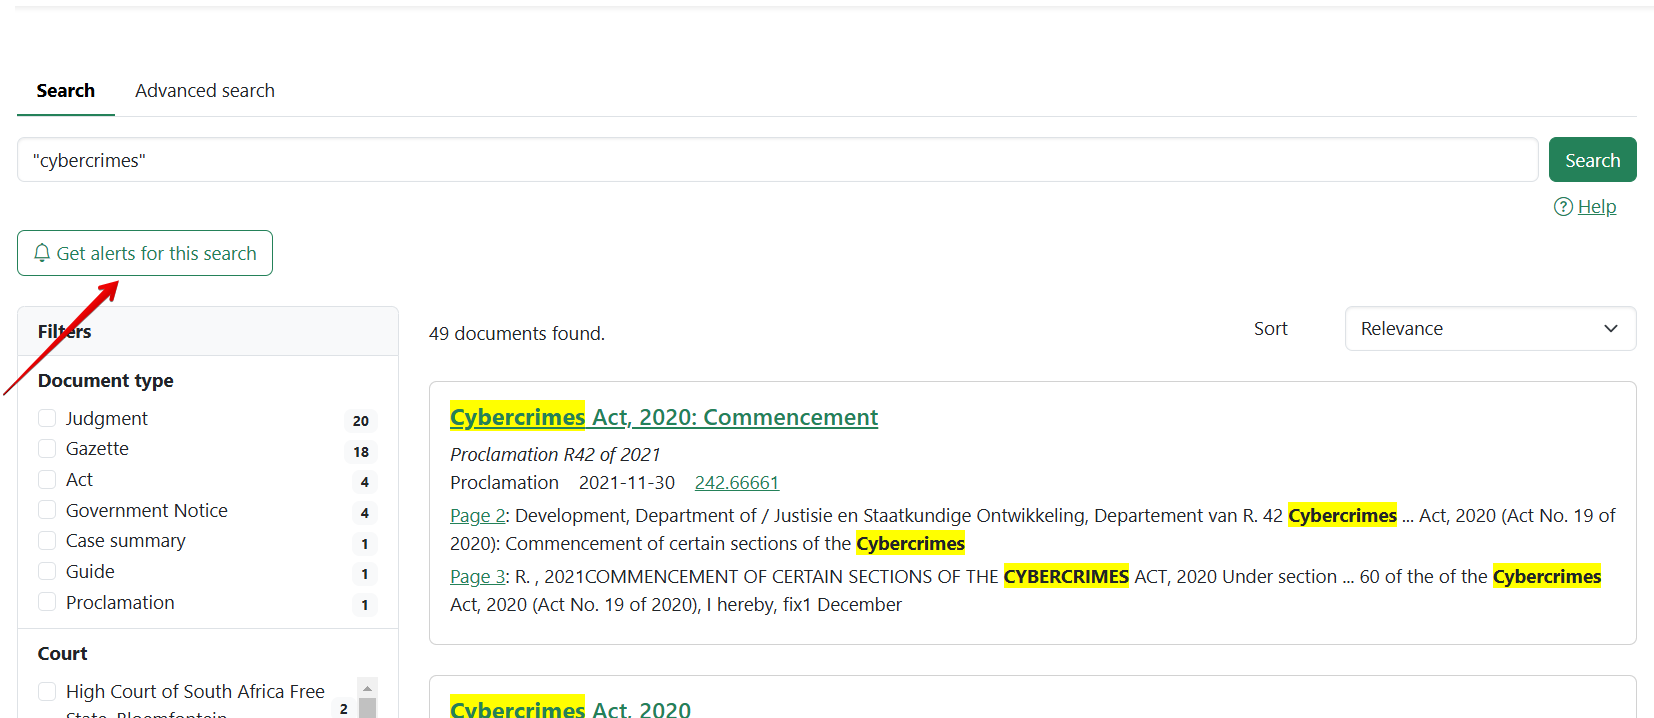 Search Advanced search
"cybercrimes" Search
Help
Get alerts for this search
Filters
49 documents found. Sort Relevance
Document type
Judgment 20
Gazette 18
Act 4
Government Notice 4
Case summary 1
Guide 1
Proclamation 1
Court
High Court of South Africa Free
State, Bloemfontein 2
Cybercrimes Act, 2020: Commencement
Proclamation R42 of 2021
Proclamation 2021-11-30 242.66661
Page 2: Development, Department of / Justisie en Staatkundige Ontwikkeling, Departement van R. 42 Cybercrimes ... Act, 2020 (Act No. 19 of
2020): Commencement of certain sections of the Cybercrimes
Page 3: R. , 2021COMMENCEMENT OF CERTAIN SECTIONS OF THE CYBERCRIMES ACT, 2020 Under section ... 60 of the of the Cybercrimes
Act, 2020 (Act No. 19 of 2020), I hereby, fix1 December
Cybercrimes Act, 2020